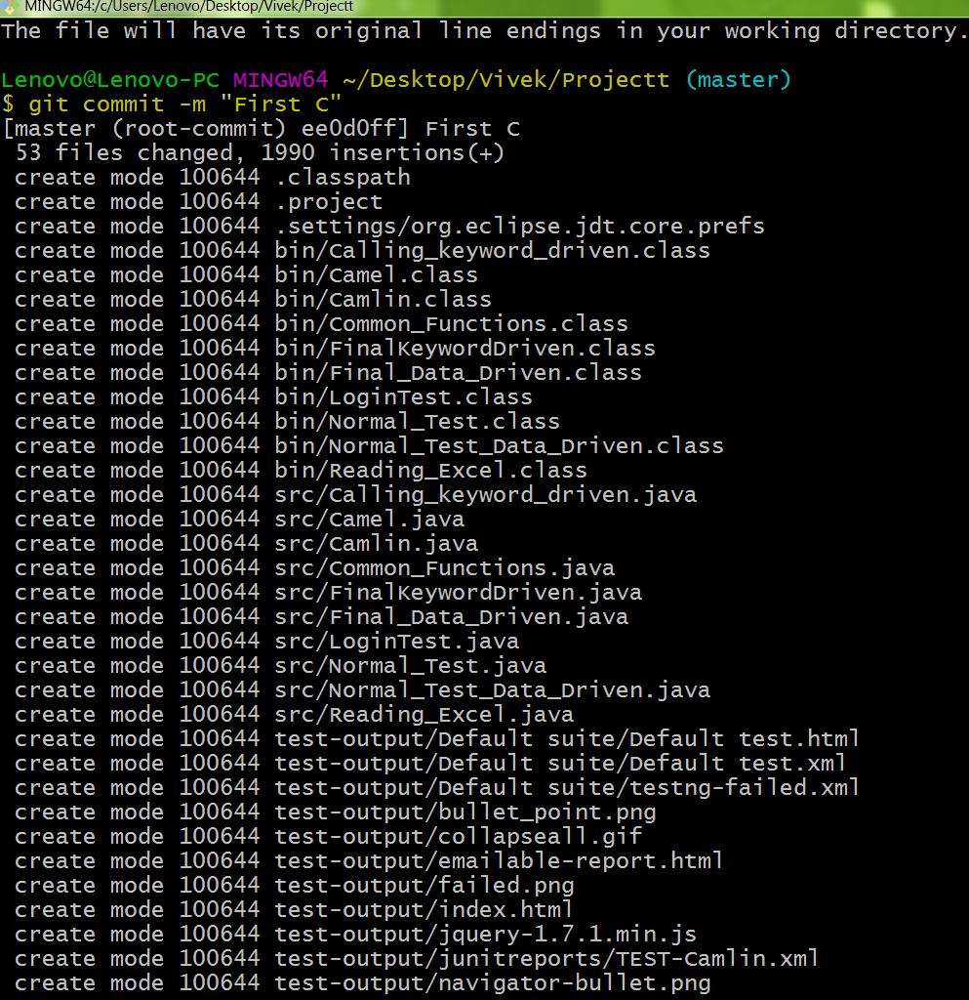 MINGW64:/c/Users/Lenovo/Desktop/Vivek/Projectt
The file will have its original line endings in your working directory.
Lenovo@Lenovo-PC MINGW64 ~/Desktop/Vivek/Projectt (master)
$ git commit -m "First C"
[master (root-commit) ee0d0ff] First C
 53 files changed, 1990 insertions(+)
 create mode 100644 .classpath
 create mode 100644 .project
 create mode 100644 .settings/org.eclipse.jdt.core.prefs
 create mode 100644 bin/Calling_keyword_driven.class
 create mode 100644 bin/Camel.class
 create mode 100644 bin/Camlin.class
 create mode 100644 bin/Common_Functions.class
 create mode 100644 bin/FinalKeywordDriven.class
 create mode 100644 bin/Final_Data_Driven.class
 create mode 100644 bin/LoginTest.class
 create mode 100644 bin/Normal_Test.class
 create mode 100644 bin/Normal_Test_Data_Driven.class
 create mode 100644 bin/Reading_Excel.class
 create mode 100644 src/Calling_keyword_driven.java
 create mode 100644 src/Camel.java
 create mode 100644 src/Camlin.java
 create mode 100644 src/Common_Functions.java
 create mode 100644 src/FinalKeywordDriven.java
 create mode 100644 src/Final_Data_Driven.java
 create mode 100644 src/LoginTest.java
 create mode 100644 src/Normal_Test.java
 create mode 100644 src/Normal_Test_Data_Driven.java
 create mode 100644 src/Reading_Excel.java
 create mode 100644 test-output/Default suite/Default test.html
 create mode 100644 test-output/Default suite/Default test.xml
 create mode 100644 test-output/Default suite/testng-failed.xml
 create mode 100644 test-output/bullet_point.png
 create mode 100644 test-output/collapseall.gif
 create mode 100644 test-output/emailable-report.html
 create mode 100644 test-output/failed.png
 create mode 100644 test-output/index.html
 create mode 100644 test-output/jquery-1.7.1.min.js
 create mode 100644 test-output/junitreports/TEST-Camlin.xml
 create mode 100644 test-output/navigator-bullet.png